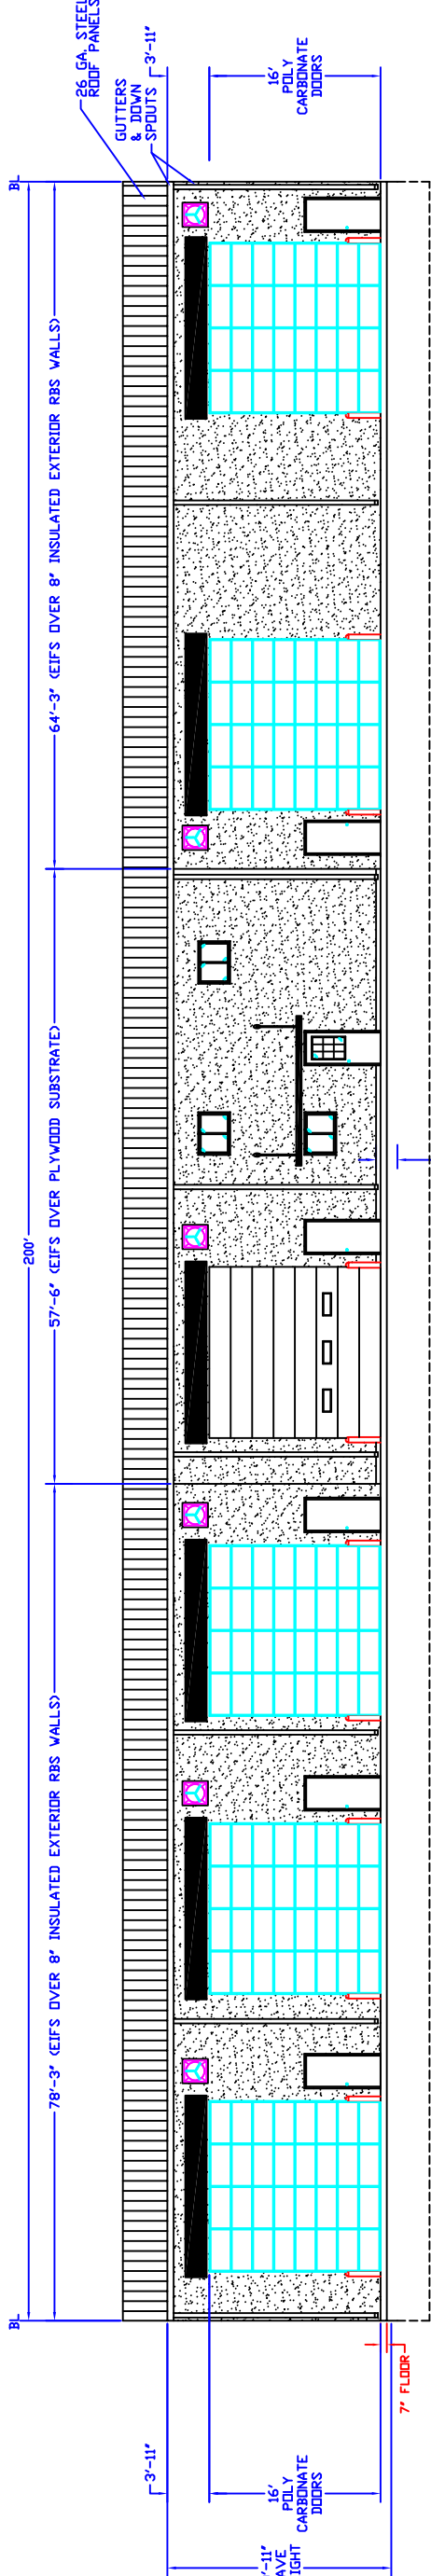 BL
200'
BL
78'-3" (EIFS OVER 8" INSULATED EXTERIOR RBS WALLS)
57'-6" (EIFS OVER PLYWOOD SUBSTRATE)
64'-3" (EIFS OVER 8" INSULATED EXTERIOR RBS WALLS)
26 GA. STEEL
ROOF PANELS
GUTTERS
& DOWN
SPOUTS
3'-11"
16'
POLY
CARBONATE
DOORS
3'-11"
16'
POLY
CARBONATE
DOORS
'-11"
AVE
IGHT
7" FLOOR